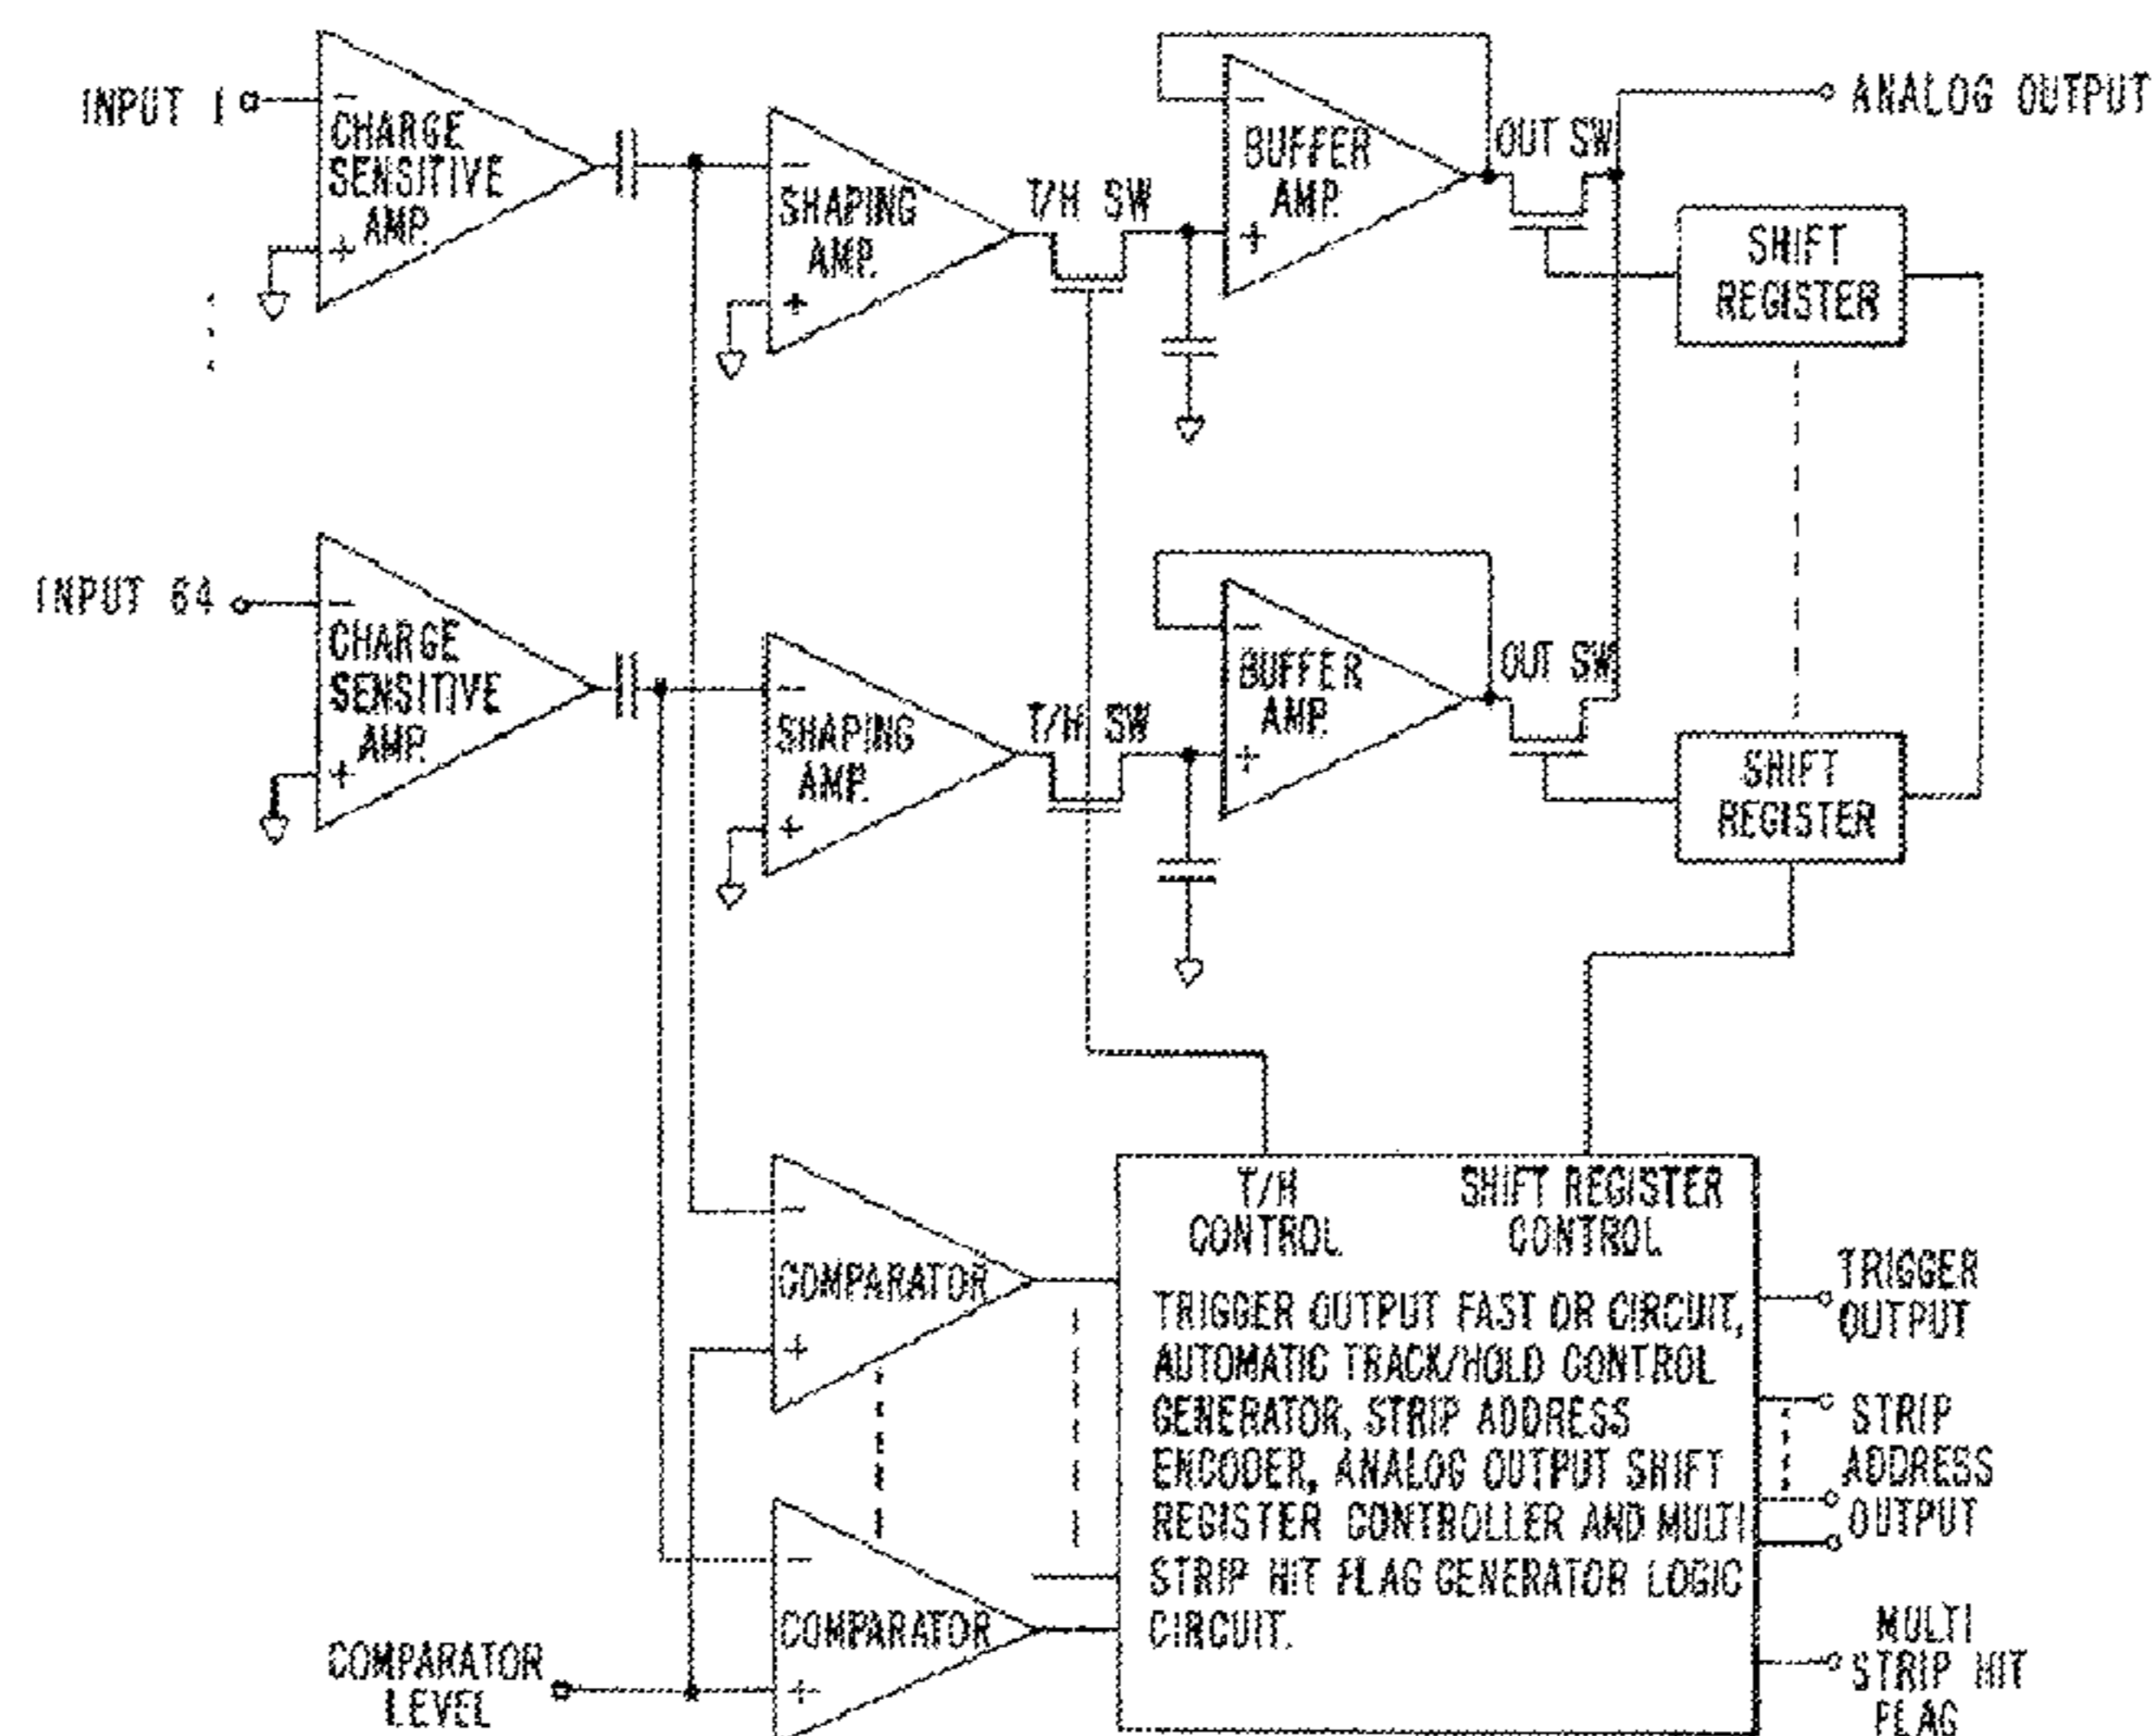 INPUT 1
CHARGE
SENSITIVE
AMP.
SHAPING
AMP.
T/H SW
BUFFER
AMP.
OUT SW
ANALOG OUTPUT
SHIFT
REGISTER
INPUT 64
CHARGE
SENSITIVE
AMP.
SHAPING
AMP.
T/H SW
BUFFER
AMP.
OUT SW
SHIFT
REGISTER
COMPARATOR
COMPARATOR
COMPARATOR
LEVEL
T/H
CONTROL
SHIFT REGISTER
CONTROL
TRIGGER OUTPUT FAST OR CIRCUIT,
AUTOMATIC TRACK/HOLD CONTROL
GENERATOR, STRIP ADDRESS
ENCODER, ANALOG OUTPUT SHIFT
REGISTER CONTROLLER AND MULTI
STRIP HIT FLAG GENERATOR LOGIC
CIRCUIT.
TRIGGER
OUTPUT
STRIP
ADDRESS
OUTPUT
MULTI
STRIP HIT
FLAG